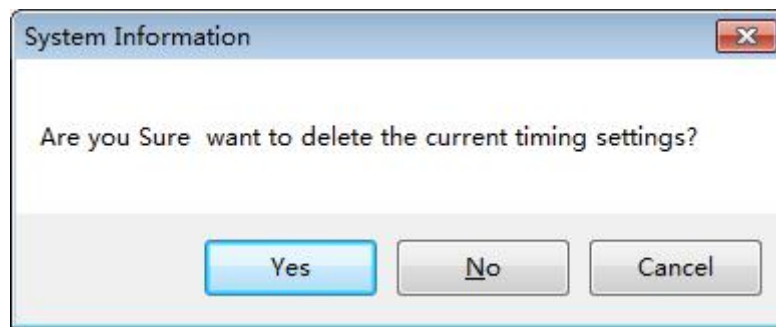 System Information
Are you Sure  want to delete the current timing settings?
Yes
No
Cancel